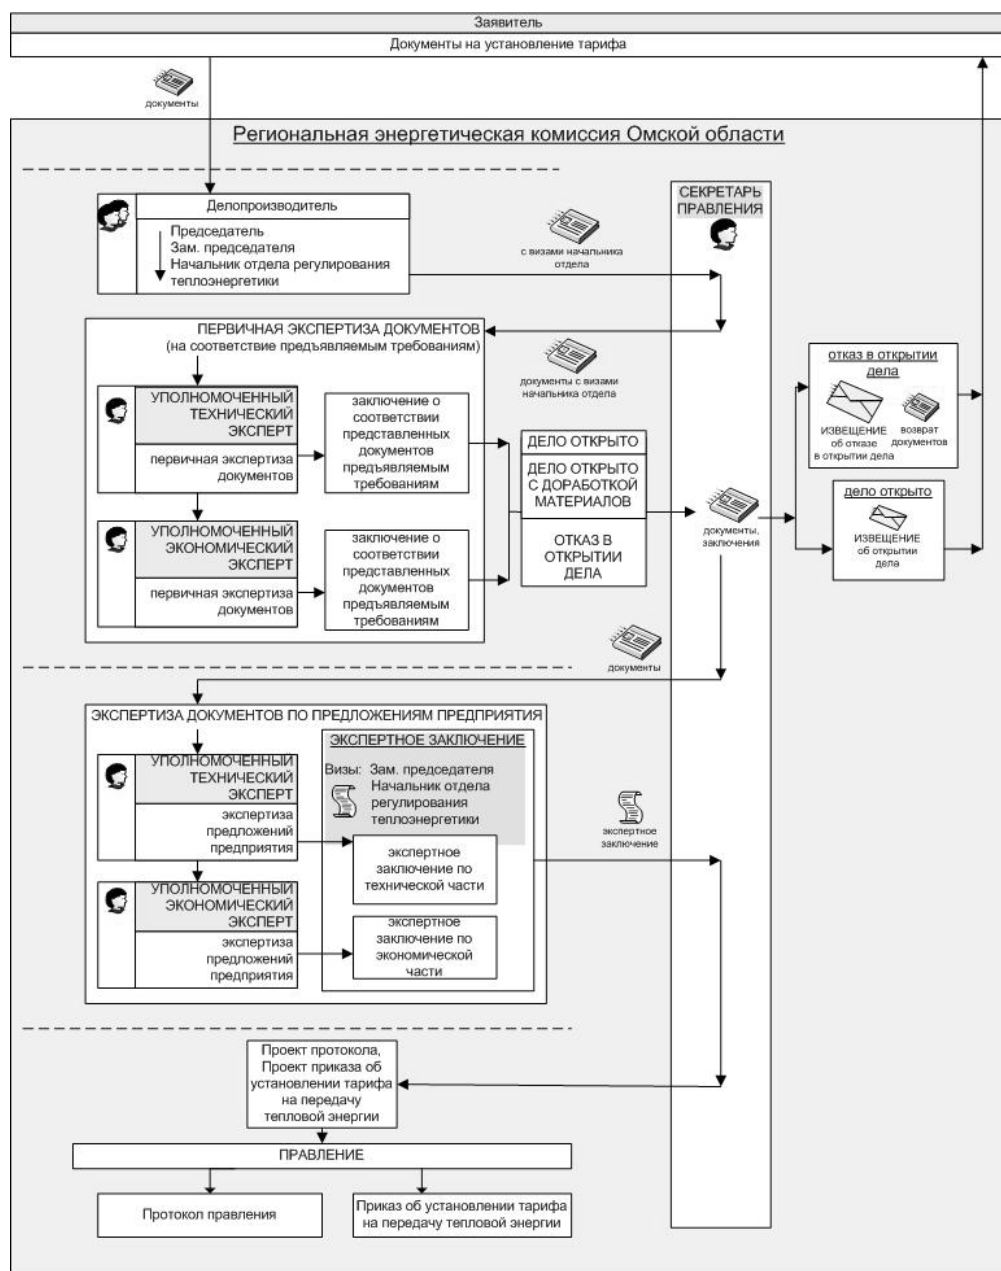 Заявитель
Документы на установление тарифа
документы
Региональная энергетическая комиссия Омской области
Делопроизводитель
Председатель
Зам. председателя
Начальник отдела регулирования
теплоэнергетики
с визами начальника
отдела
СЕКРЕТАРЬ
ПРАВЛЕНИЯ
ПЕРВИЧНАЯ ЭКСПЕРТИЗА ДОКУМЕНТОВ
(на соответствие предъявляемым требованиям)
документы с визами
начальника отдела
УПОЛНОМОЧЕННЫЙ
ТЕХНИЧЕСКИЙ
ЭКСПЕРТ
первичная экспертиза
документов
заключение о
соответствии
представленных
документов
предъявляемым
требованиям
УПОЛНОМОЧЕННЫЙ
ЭКОНОМИЧЕСКИЙ
ЭКСПЕРТ
первичная экспертиза
документов
заключение о
соответствии
представленных
документов
предъявляемым
требованиям
ДЕЛО ОТКРЫТО
ДЕЛО ОТКРЫТО
С ДОРАБОТКОЙ
МАТЕРИАЛОВ
ОТКАЗ В
ОТКРЫТИИ
ДЕЛА
документы,
заключения
отказ в открытии
дела
ИЗВЕЩЕНИЕ
об отказе
в открытии дела
возврат
документов
дело открыто
ИЗВЕЩЕНИЕ
об открытии
дела
документы
ЭКСПЕРТИЗА ДОКУМЕНТОВ ПО ПРЕДЛОЖЕНИЯМ ПРЕДПРИЯТИЯ
УПОЛНОМОЧЕННЫЙ
ТЕХНИЧЕСКИЙ
ЭКСПЕРТ
экспертиза
предложений
предприятия
УПОЛНОМОЧЕННЫЙ
ЭКОНОМИЧЕСКИЙ
ЭКСПЕРТ
экспертиза
предложений
предприятия
ЭКСПЕРТНОЕ ЗАКЛЮЧЕНИЕ
Визы: Зам. председателя
Начальник отдела
регулирования
теплоэнергетики
экспертное
заключение по
технической части
экспертное
заключение по
экономической
части
экспертное
заключение
Проект протокола,
Проект приказа об
установлении тарифа
на передачу
тепловой энергии
ПРАВЛЕНИЕ
Протокол правления
Приказ об установлении тарифа
на передачу тепловой энергии